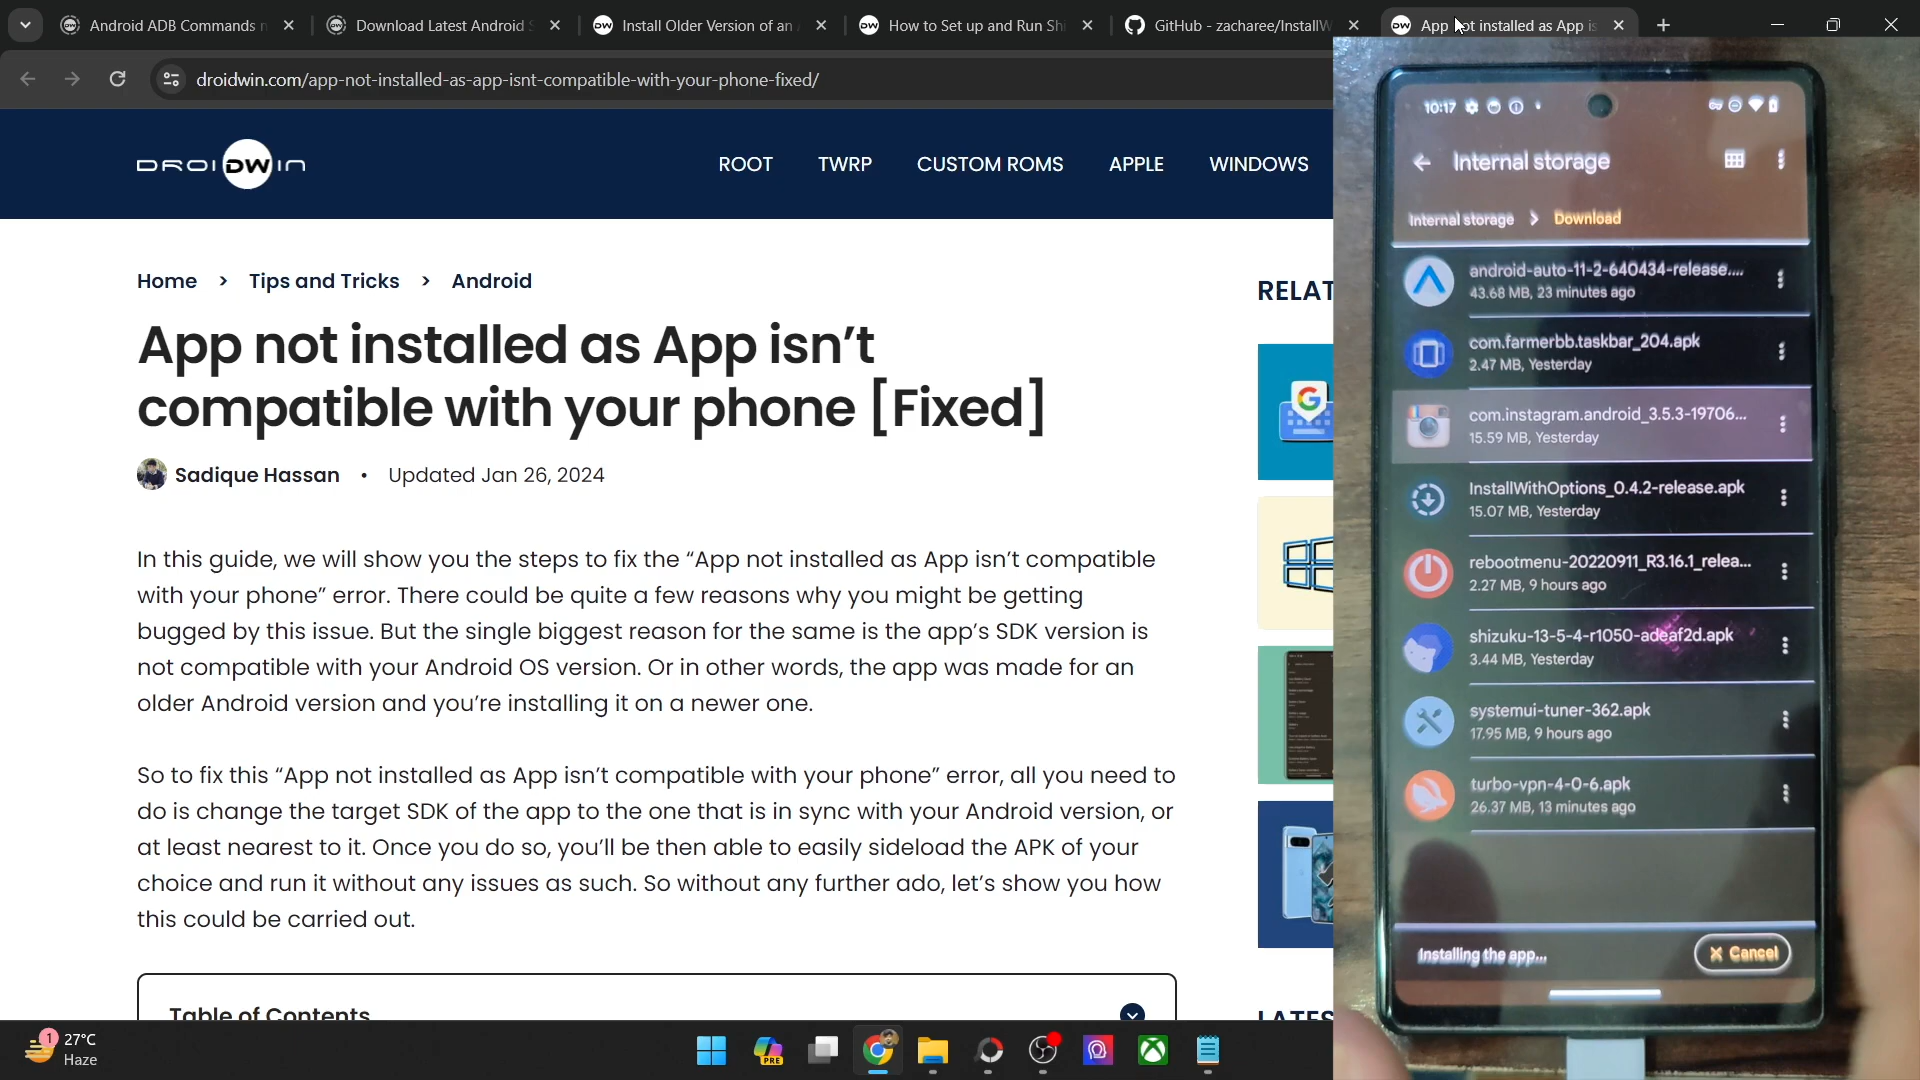 Android ADB Commands
Download Latest Android
Install Older Version of an
How to Set up and Run Shi
GitHub - zacharee/InstallW
App not installed as App is
droidwin.com/app-not-installed-as-app-isnt-compatible-with-your-phone-fixed/
DROID DW IN
ROOT
TWRP
CUSTOM ROMS
APPLE
WINDOWS
Home > Tips and Tricks > Android
App not installed as App isn’t
compatible with your phone [Fixed]
Sadique Hassan • Updated Jan 26, 2024
In this guide, we will show you the steps to fix the “App not installed as App isn’t compatible
with your phone” error. There could be quite a few reasons why you might be getting
bugged by this issue. But the single biggest reason for the same is the app’s SDK version is
not compatible with your Android OS version. Or in other words, the app was made for an
older Android version and you’re installing it on a newer one.
So to fix this “App not installed as App isn’t compatible with your phone” error, all you need to
do is change the target SDK of the app to the one that is in sync with your Android version, or
at least nearest to it. Once you do so, you’ll be then able to easily sideload the APK of your
choice and run it without any issues as such. So without any further ado, let’s show you how
this could be carried out.
Table of Contents
RELAT
LATES
10:17
Internal storage
Internal storage > Download
android-auto-11-2-640434-release....
43.68 MB, 23 minutes ago
com.farmerbb.taskbar_204.apk
2.47 MB, Yesterday
com.instagram.android_3.5.3-19706...
15.59 MB, Yesterday
InstallWithOptions_0.4.2-release.apk
15.07 MB, Yesterday
rebootmenu-20220911_R3.16.1_relea...
2.27 MB, 9 hours ago
shizuku-13-5-4-r1050-adeaf2d.apk
3.44 MB, Yesterday
systemui-tuner-362.apk
17.95 MB, 9 hours ago
turbo-vpn-4-0-6.apk
26.37 MB, 13 minutes ago
Installing the app...
Cancel
1
27°C
Haze
PRE